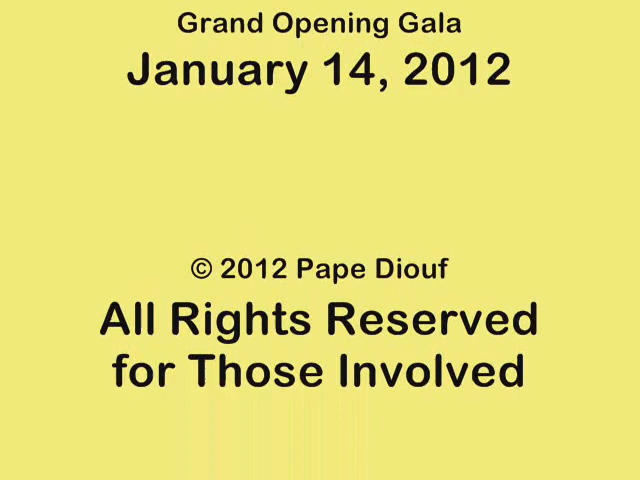 Grand Opening Gala
January 14, 2012
© 2012 Pape Diouf
All Rights Reserved
for Those Involved